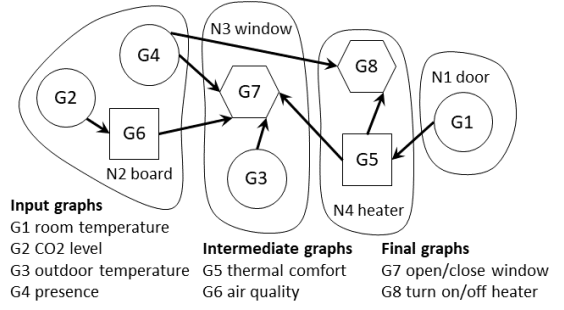 N3 window
G4
G8
N1 door
G2
G7
G1
G6
G5
N2 board
G3
N4 heater
Input graphs
G1 room temperature
G2 CO2 level
G3 outdoor temperature
G4 presence
Intermediate graphs
G5 thermal comfort
G6 air quality
Final graphs
G7 open/close window
G8 turn on/off heater